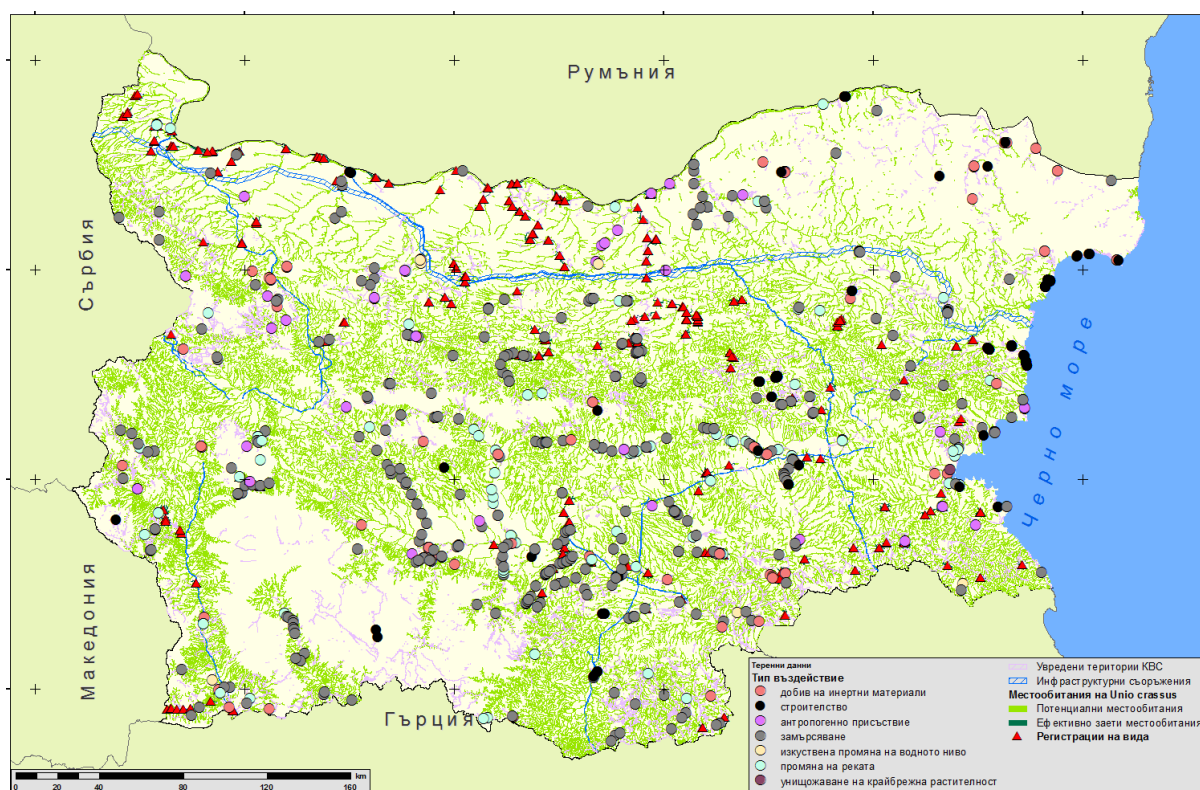 Румъния
Сърбия
Черно море
Македония
Гърция
Теренни данни
Тип въздействие
добив на инертни материали
строителство
антропогенно присъствие
замърсяване
изкуствена промяна на водното ниво
промяна на реката
унищожаване на крайбрежна растителност
Увредени територии КВС
Инфраструктурни съоръжения
Местообитания на Unio crassus
Потенциални местообитания
Ефективно заети местообитания
Регистрации на вида
km
0 20 40 80 120 160